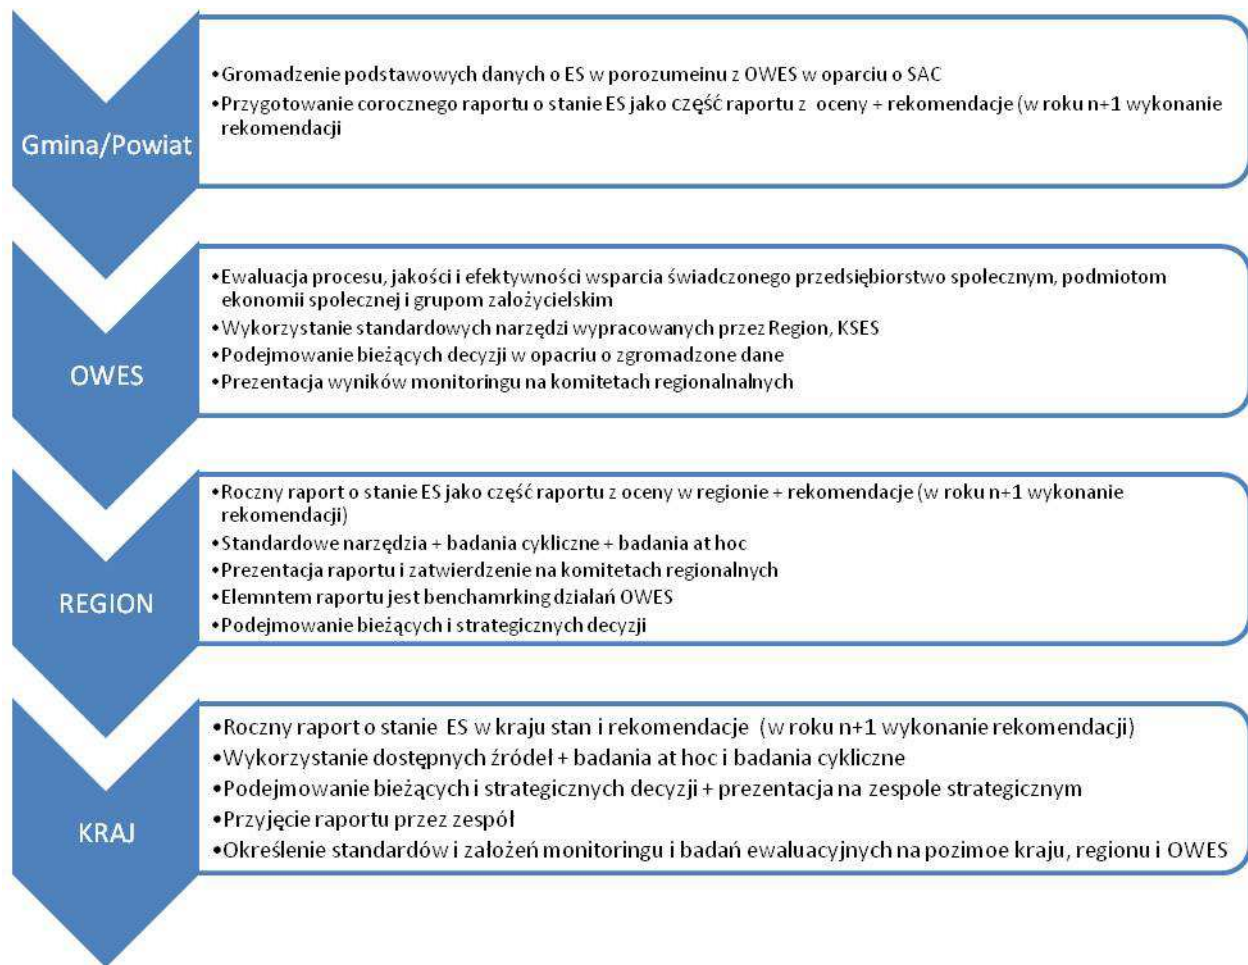 Gmina/Powiat
•Gromadzenie podstawowych danych o ES w porozumeinu z OWES w oparciu o SAC
•Przygotowanie corocznego raportu o stanie ES jako część raportu z oceny + rekomendacje (w roku n+1 wykonanie
rekomendacji
OWES
•Ewaluacja procesu, jakości i efektywności wsparcia świadczonego przedsiębiorstwo społecznym, podmiotom
ekonomii społecznej i grupom założycielskim
•Wykorzystanie standardowych narzędzi wypracowanych przez Region, KSES
•Podejmowanie bieżących decyzji w opacriu o zgromadzone dane
•Prezentacja wyników monitoringu na komitetach regionalnalnych
REGION
•Roczny raport o stanie ES jako część raportu z oceny w regionie + rekomendacje (w roku n+1 wykonanie
rekomendacji)
•Standardowe narzędzia + badania cykliczne + badania at hoc
•Prezentacja raportu i zatwierdzenie na komitetach regionalnych
•Elemntem raportu jest benchamrking działań OWES
•Podejmowanie bieżących i strategicznych decyzji
KRAJ
•Roczny raport o stanie ES w kraju stan i rekomendacje (w roku n+1 wykonanie rekomendacji)
•Wykorzystanie dostępnych źródeł + badania at hoc i badania cykliczne
•Podejmowanie bieżących i strategicznych decyzji + prezentacja na zespole strategicznym
•Przyjęcie raportu przez zespół
•Określenie standardów i założeń monitoringu i badań ewaluacyjnych na pozimoe kraju, regionu i OWES